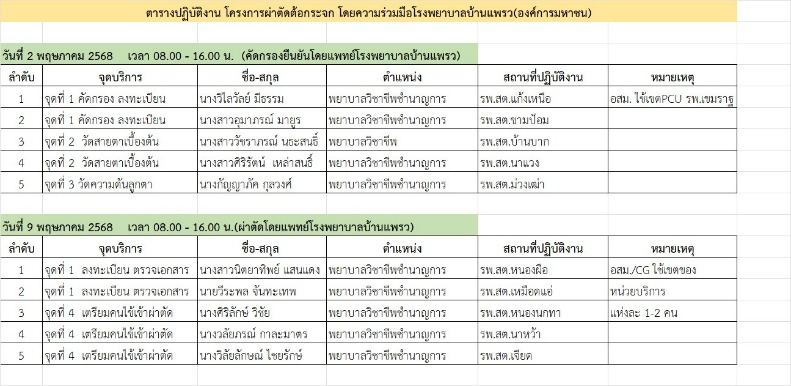 ตารางปฏิบัติงาน โครงการผ่าตัดต้อกระจก โดยความร่วมมือโรงพยาบาลบ้านแพรว(องค์การมหาชน)
วันที่ 2 พฤษภาคม 2568 เวลา 08.00 - 16.00 น. (คัดกรองยืนยันโดยแพทย์โรงพยาบาลบ้านแพรว)
ลำดับ จุดบริการ ชื่อ-สกุล ตำแหน่ง สถานที่ปฏิบัติงาน หมายเหตุ
1 จุดที่ 1 คัดกรอง ลงทะเบียน นางวิไลวัลย์ มีธรรม พยาบาลวิชาชีพชำนาญการ รพ.สต.แก้งเหนือ อสม. ใช้เขตPCU รพ.เขมราฐ
2 จุดที่ 1 คัดกรอง ลงทะเบียน นางสาวอุมาภรณ์ มายูร พยาบาลวิชาชีพชำนาญการ รพ.สต.ขามป้อม
3 จุดที่ 2 วัดสายตาเบื้องต้น นางสาววัชราภรณ์ นธะสนธิ์ พยาบาลวิชาชีพ รพ.สต.บ้านบาก
4 จุดที่ 2 วัดสายตาเบื้องต้น นางสาวศิริรัตน์ เหล่าสนธิ์ พยาบาลวิชาชีพชำนาญการ รพ.สต.นาแวง
5 จุดที่ 3 วัดความดันลูกตา นางกัญญาภัค กุลวงศ์ พยาบาลวิชาชีพชำนาญการ รพ.สต.ม่วงเฒ่า
วันที่ 9 พฤษภาคม 2568 เวลา 08.00 - 16.00 น.(ผ่าตัดโดยแพทย์โรงพยาบาลบ้านแพรว)
ลำดับ จุดบริการ ชื่อ-สกุล ตำแหน่ง สถานที่ปฏิบัติงาน หมายเหตุ
1 จุดที่ 1 ลงทะเบียน ตรวจเอกสาร นางสาวนิตยาทิพย์ แสนแดง พยาบาลวิชาชีพชำนาญการ รพ.สต.หนองผือ อสม./CG ใช้เขตของ
2 จุดที่ 1 ลงทะเบียน ตรวจเอกสาร นายวีระพล จันทะเทพ พยาบาลวิชาชีพชำนาญการ รพ.สต.เหมือดแอ่ หน่วยบริการ
3 จุดที่ 4 เตรียมคนไข้เข้าผ่าตัด นางศิริลักษ์ วิชัย พยาบาลวิชาชีพชำนาญการ รพ.สต.หนองนกทา แห่งละ 1-2 คน
4 จุดที่ 4 เตรียมคนไข้เข้าผ่าตัด นางวลัยภรณ์ กาละมาตร พยาบาลวิชาชีพชำนาญการ รพ.สต.นาหว้า
5 จุดที่ 4 เตรียมคนไข้เข้าผ่าตัด นางวิลัยลักษณ์ ไชยรักษ์ พยาบาลวิชาชีพชำนาญการ รพ.สต.เจียด